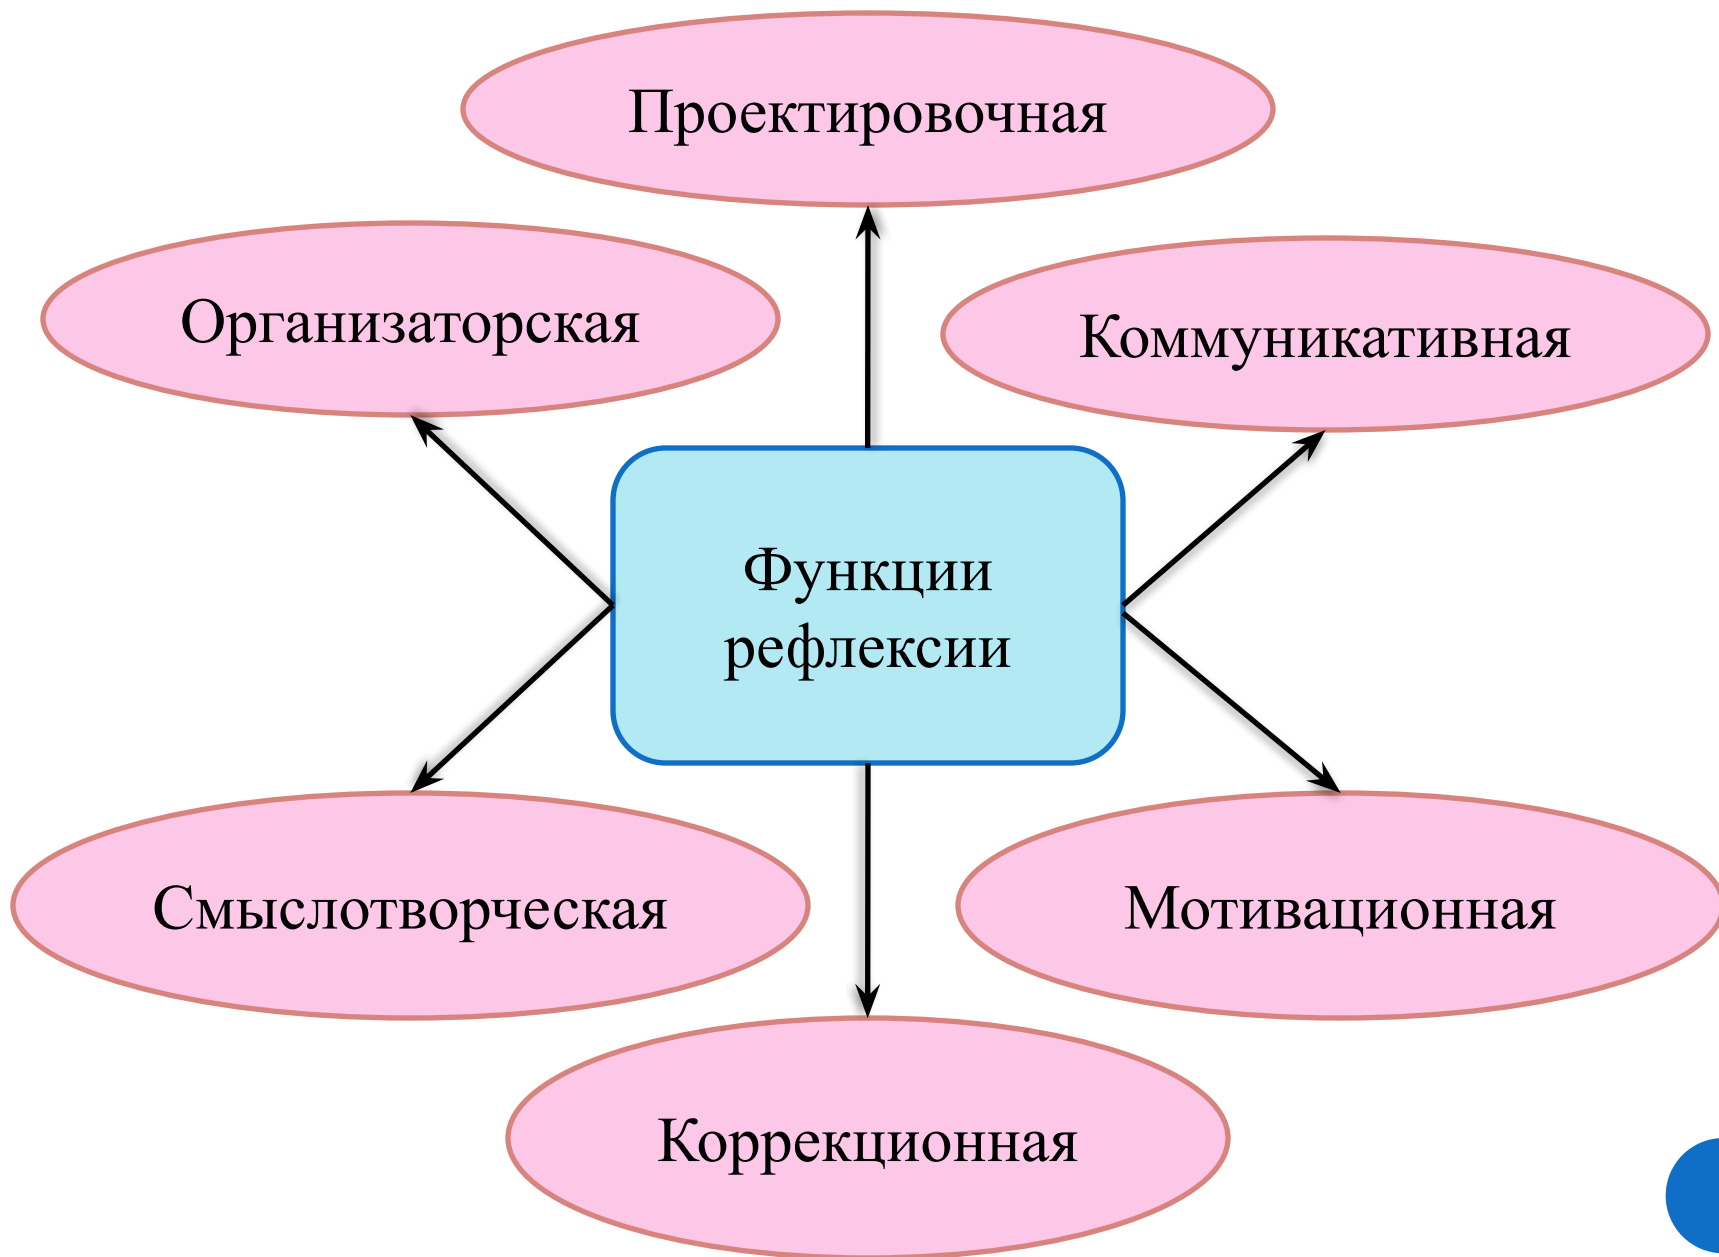 Проектировочная
Организаторская
Коммуникативная
Функции
рефлексии
Смыслотворческая
Мотивационная
Коррекционная